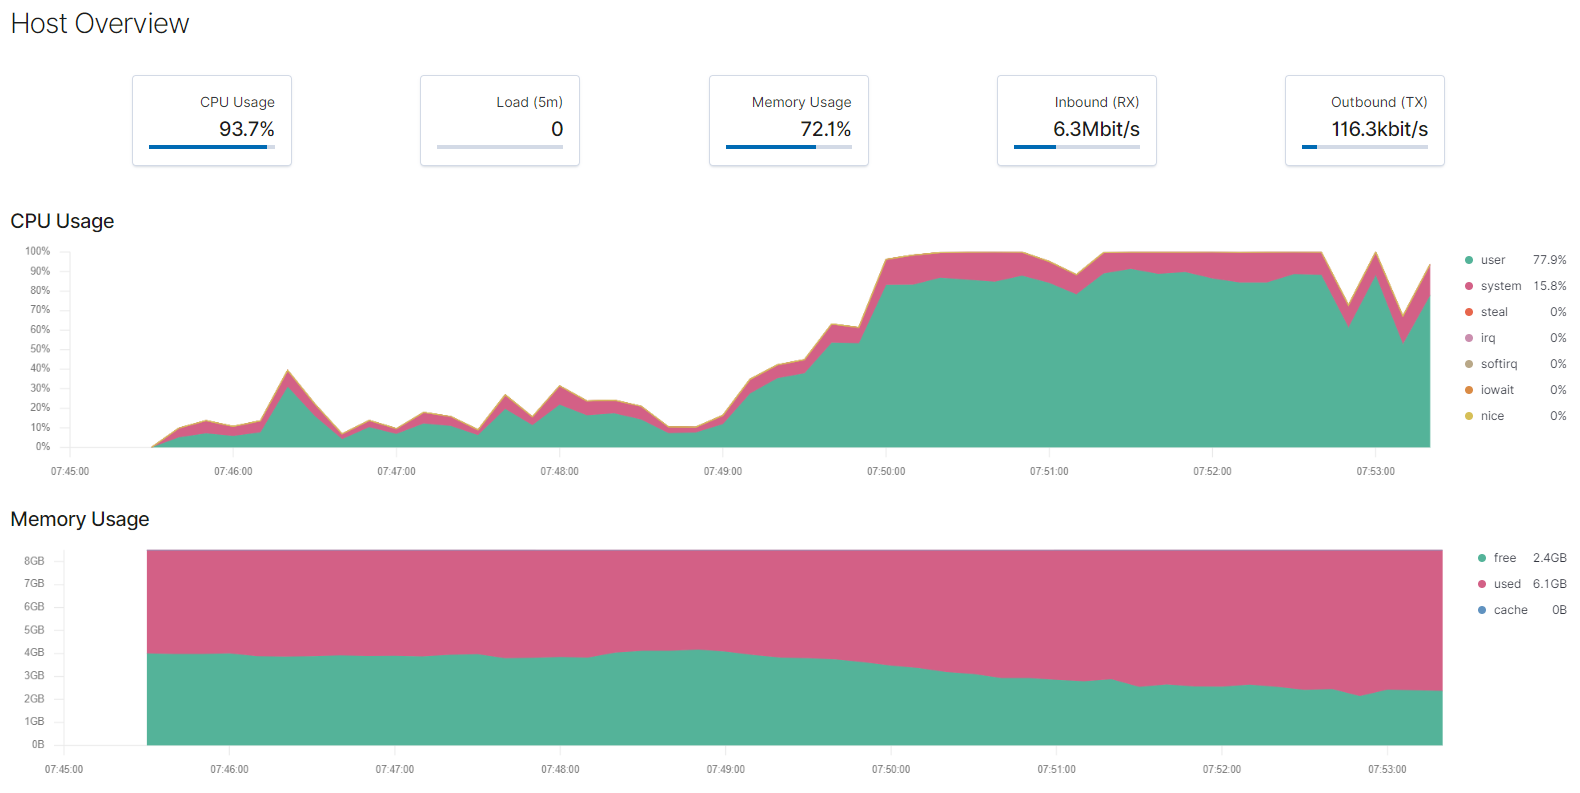 Host Overview
CPU Usage
93.7%
Load (5m)
0
Memory Usage
72.1%
Inbound (RX)
6.3Mbit/s
Outbound (TX)
116.3kbit/s
CPU Usage
100%
90%
80%
70%
60%
50%
40%
30%
20%
10%
0%
07:45:00 07:46:00 07:47:00 07:48:00 07:49:00 07:50:00 07:51:00 07:52:00 07:53:00
user 77.9%
system 15.8%
steal 0%
irq 0%
softirq 0%
iowait 0%
nice 0%
Memory Usage
8GB
7GB
6GB
5GB
4GB
3GB
2GB
1GB
0B
07:45:00 07:46:00 07:47:00 07:48:00 07:49:00 07:50:00 07:51:00 07:52:00 07:53:00
free 2.4GB
used 6.1GB
cache 0B